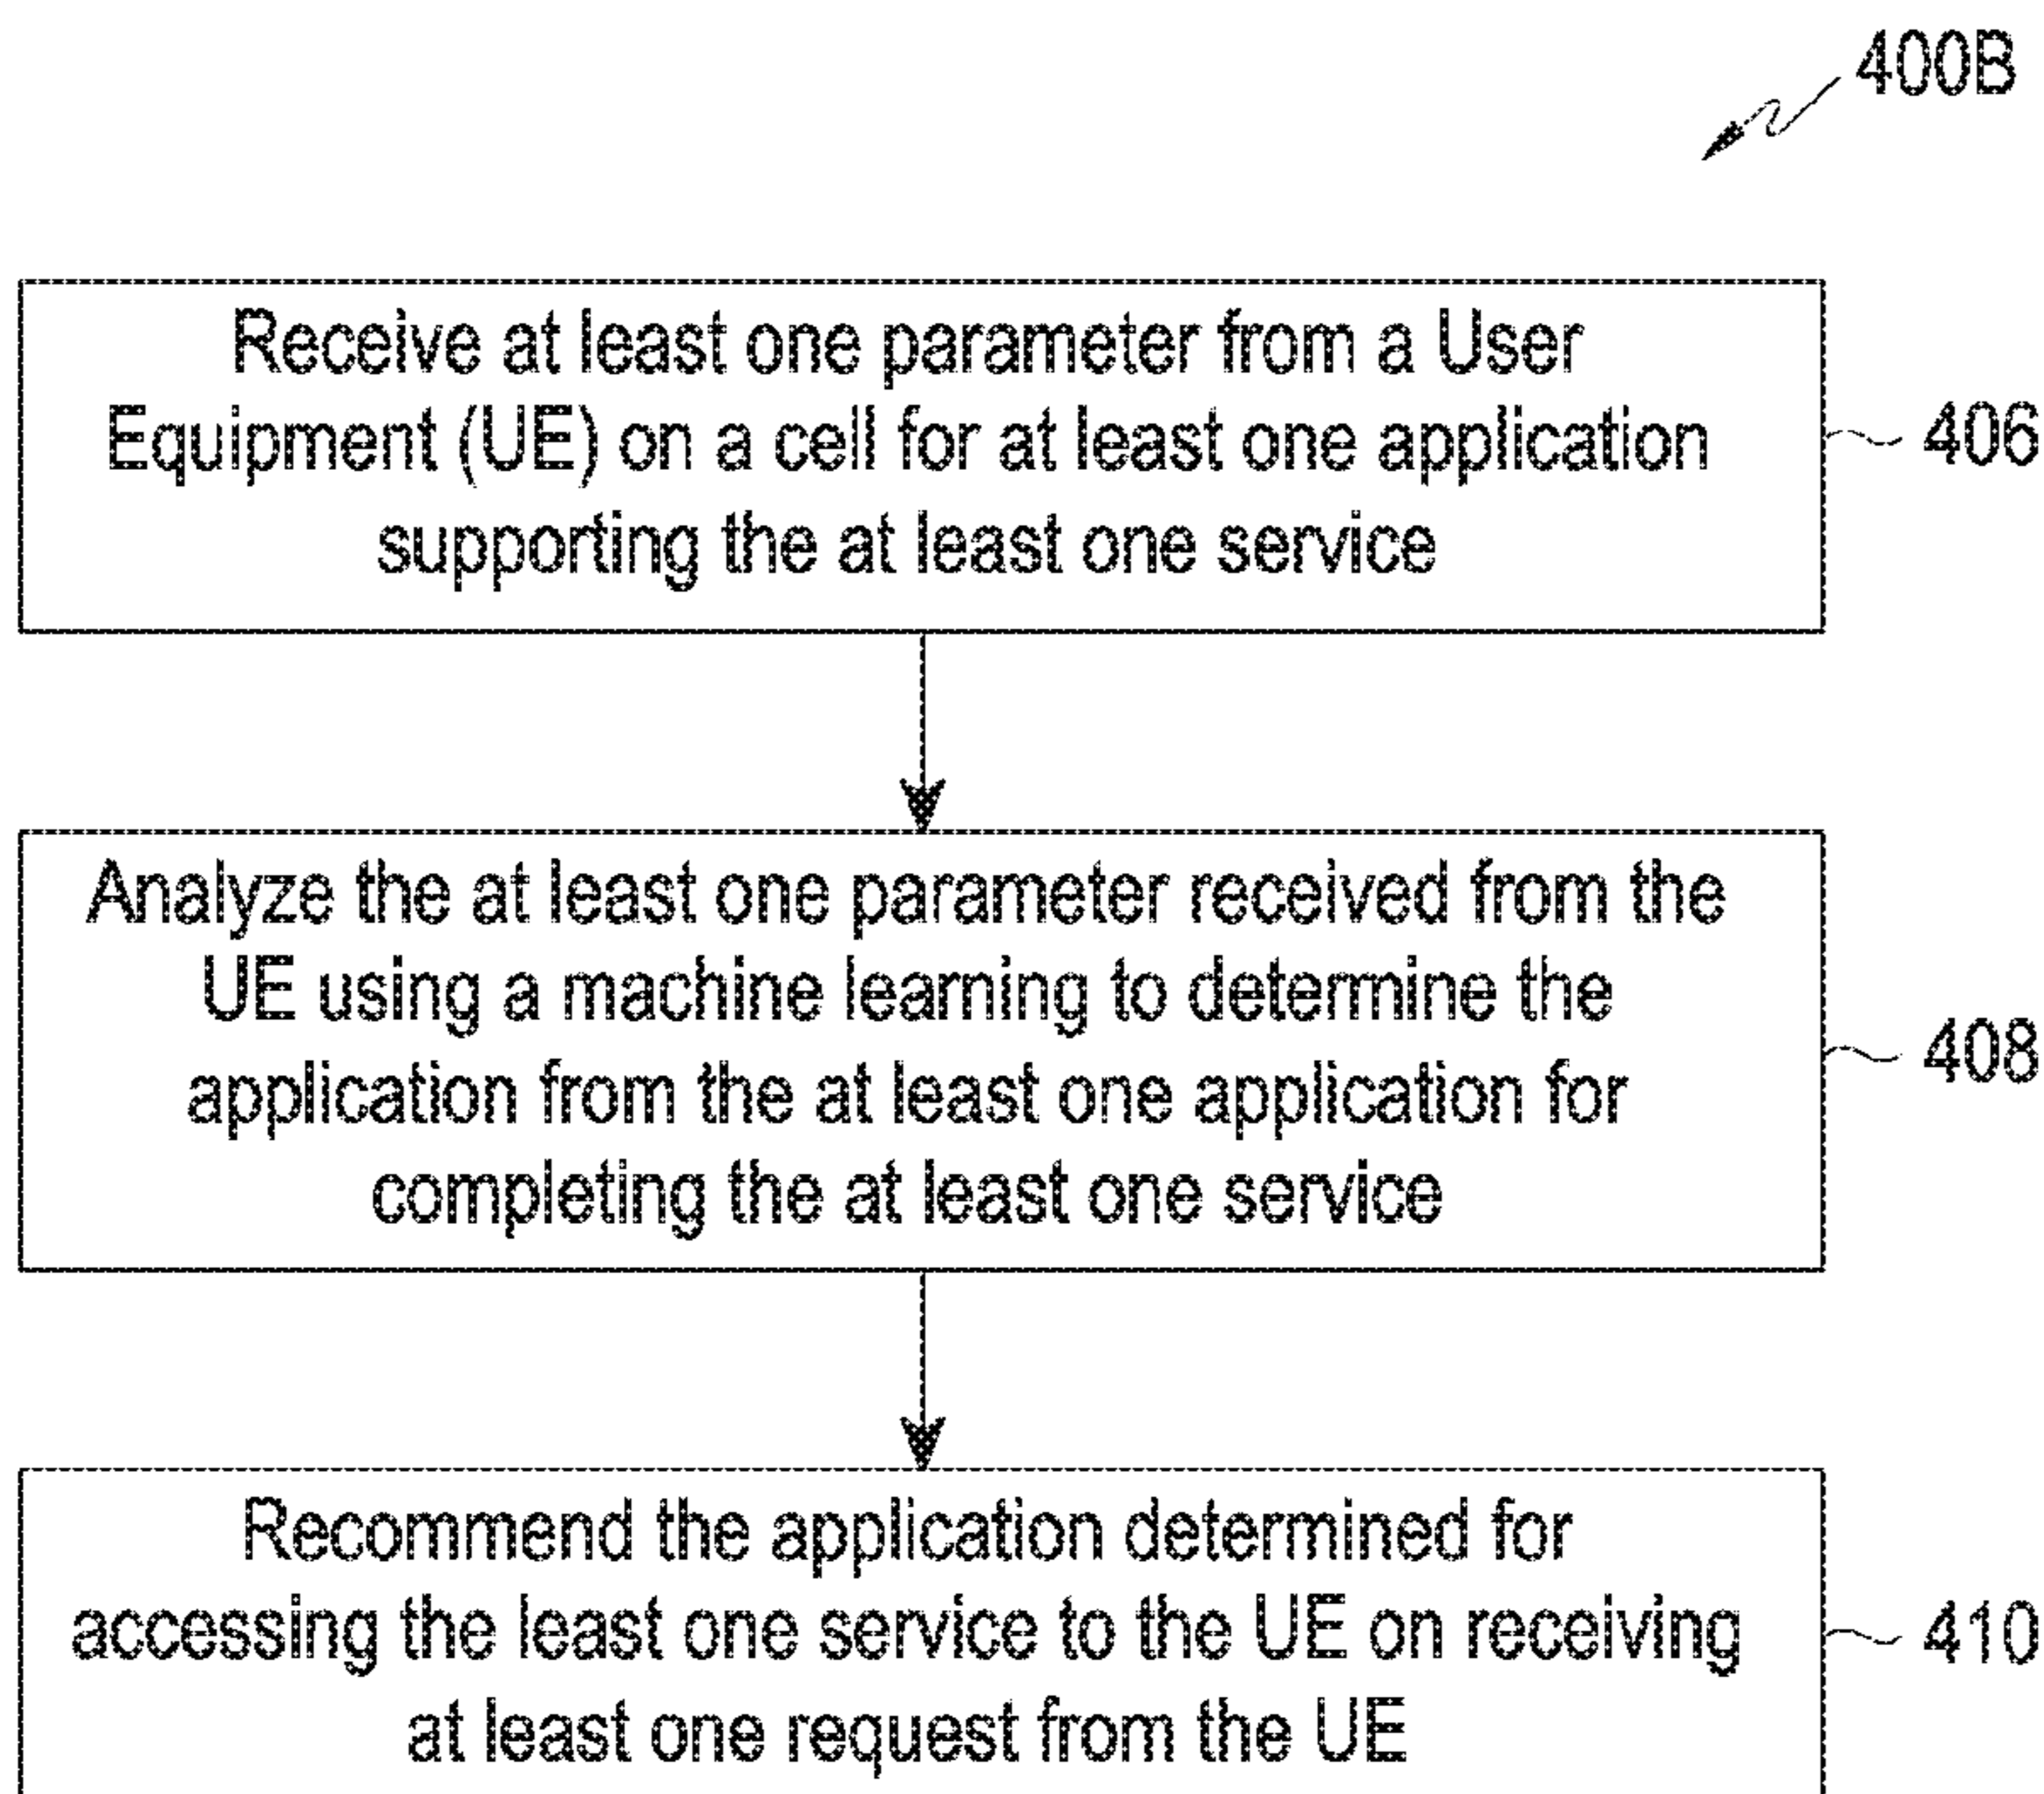 400B
Receive at least one parameter from a User
Equipment (UE) on a cell for at least one application
supporting the at least one service
406
Analyze the at least one parameter received from the
UE using a machine learning to determine the
application from the at least one application for
completing the at least one service
408
Recommend the application determined for
accessing the least one service to the UE on receiving
at least one request from the UE
410